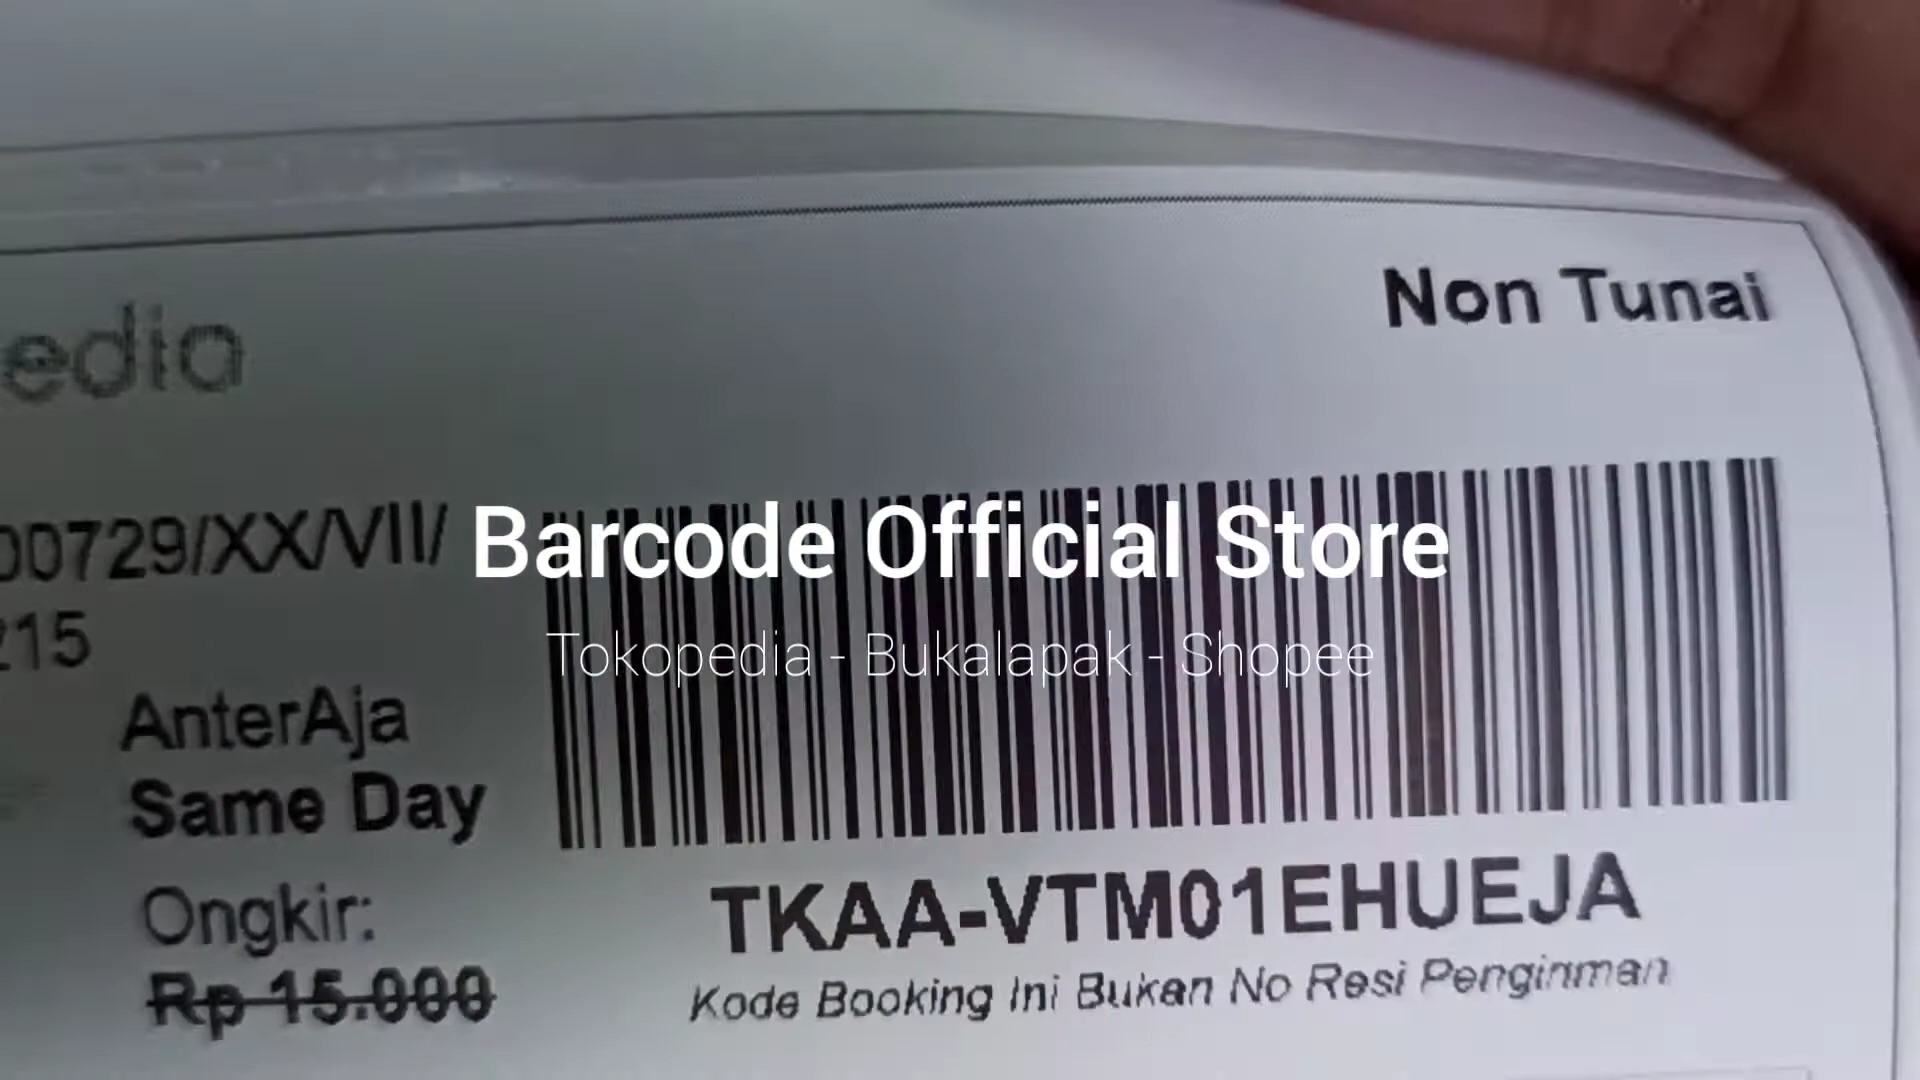 Non Tunai
edia
00729/XX/VII/
215
Barcode Official Store
Tokopedia - Bukalapak - Shopee
AnterAja
Same Day
Ongkir:
Rp 15.000
TKAA-VTM01EHUEJA
Kode Booking Ini Bukan No Resi Pengiriman